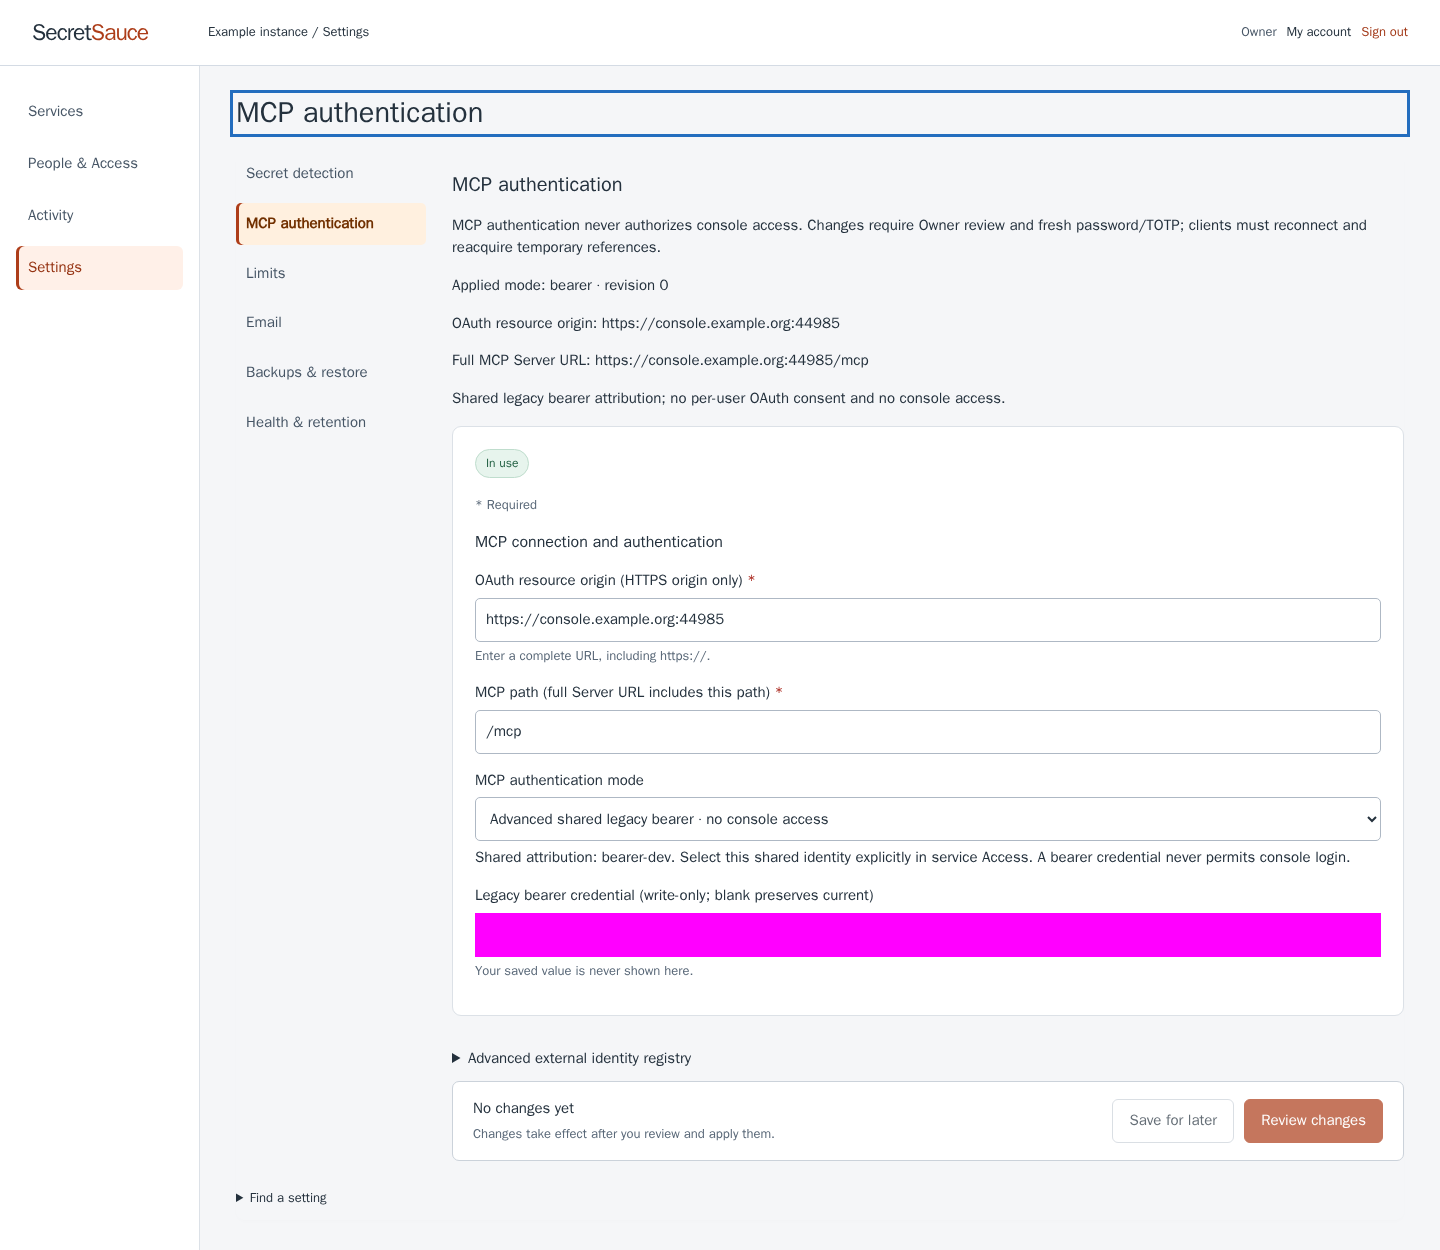 SecretSauce
Example instance / Settings
Owner My account Sign out
Services
People & Access
Activity
Settings
MCP authentication
Secret detection
MCP authentication
Limits
Email
Backups & restore
Health & retention
MCP authentication
MCP authentication never authorizes console access. Changes require Owner review and fresh password/TOTP; clients must reconnect and
reacquire temporary references.
Applied mode: bearer · revision 0
OAuth resource origin: https://console.example.org:44985
Full MCP Server URL: https://console.example.org:44985/mcp
Shared legacy bearer attribution; no per-user OAuth consent and no console access.
In use
* Required
MCP connection and authentication
OAuth resource origin (HTTPS origin only) *
https://console.example.org:44985
Enter a complete URL, including https://.
MCP path (full Server URL includes this path) *
/mcp
MCP authentication mode
Advanced shared legacy bearer · no console access
Shared attribution: bearer-dev. Select this shared identity explicitly in service Access. A bearer credential never permits console login.
Legacy bearer credential (write-only; blank preserves current)
Your saved value is never shown here.
Advanced external identity registry
No changes yet
Changes take effect after you review and apply them.
Save for later
Review changes
Find a setting